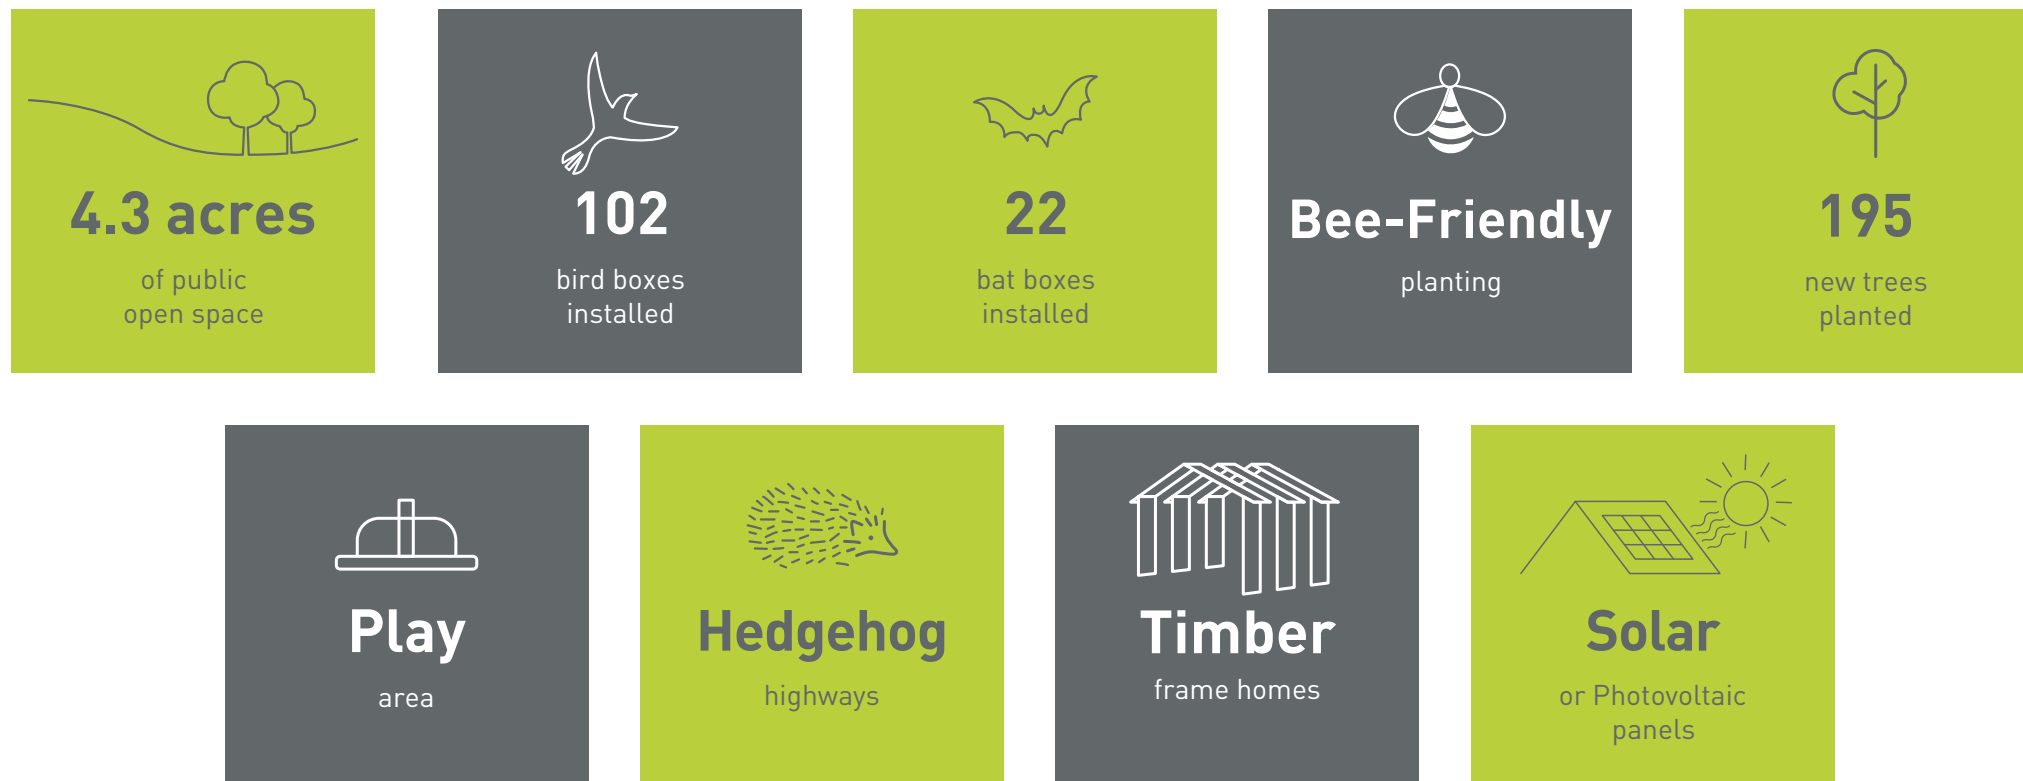 4.3 acres
of public
open space
102
bird boxes
installed
22
bat boxes
installed
Bee-Friendly
planting
195
new trees
planted
Play
area
Hedgehog
highways
Timber
frame homes
Solar
or Photovoltaic
panels